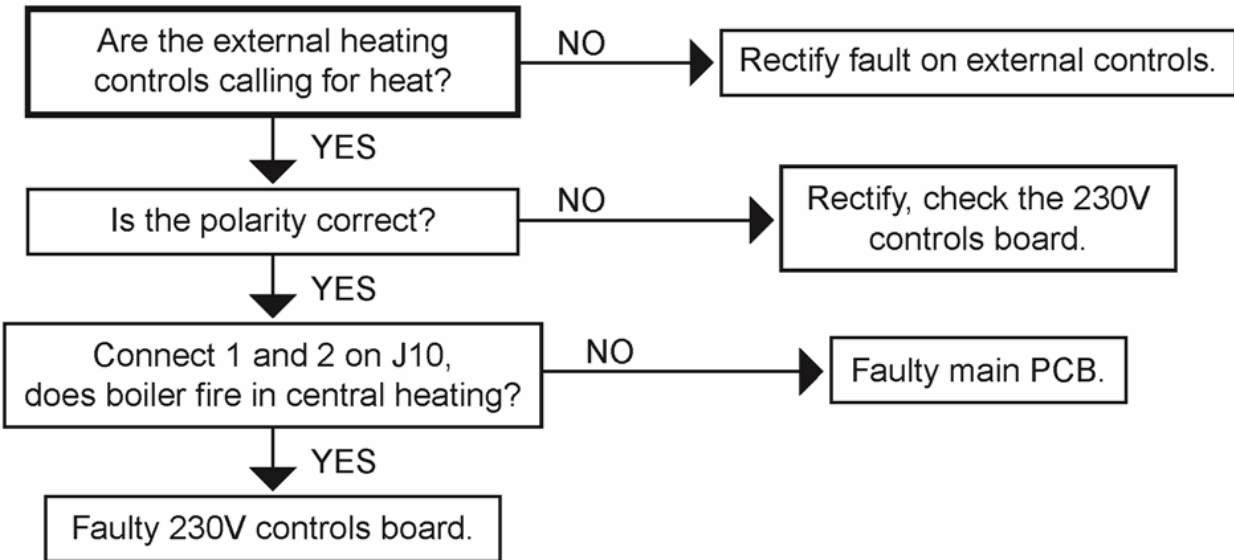 Are the external heating
controls calling for heat?
NO
Rectify fault on external controls.
YES
Is the polarity correct?
NO
Rectify, check the 230V
controls board.
YES
Connect 1 and 2 on J10,
does boiler fire in central heating?
NO
Faulty main PCB.
YES
Faulty 230V controls board.